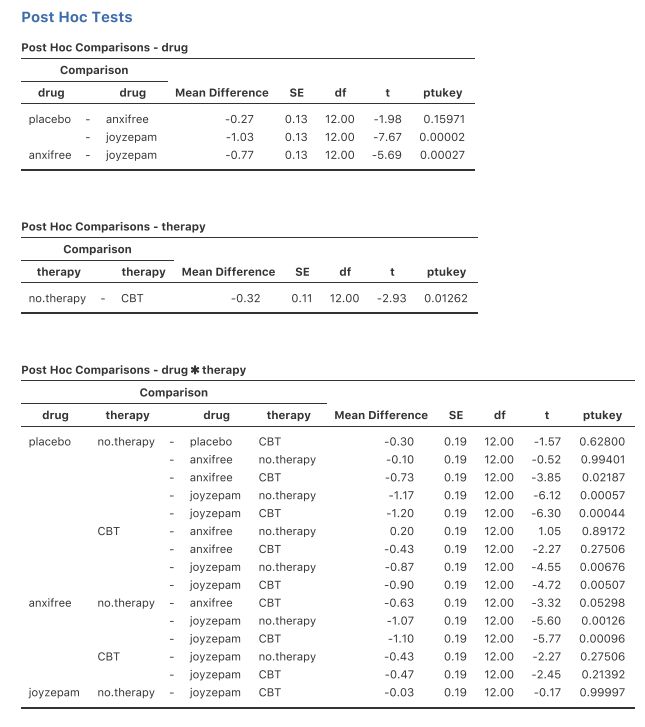 Post Hoc Tests
Post Hoc Comparisons - drug
Comparison
drug drug Mean Difference SE df t ptukey
placebo - anxifree -0.27 0.13 12.00 -1.98 0.15971
- joyzepam -1.03 0.13 12.00 -7.67 0.00002
anxifree - joyzepam -0.77 0.13 12.00 -5.69 0.00027
Post Hoc Comparisons - therapy
Comparison
therapy therapy Mean Difference SE df t ptukey
no.therapy - CBT -0.32 0.11 12.00 -2.93 0.01262
Post Hoc Comparisons - drug ✱ therapy
Comparison
drug therapy drug therapy Mean Difference SE df t ptukey
placebo no.therapy - placebo CBT -0.30 0.19 12.00 -1.57 0.62800
- anxifree no.therapy -0.10 0.19 12.00 -0.52 0.99401
- anxifree CBT -0.73 0.19 12.00 -3.85 0.02187
- joyzepam no.therapy -1.17 0.19 12.00 -6.12 0.00057
- joyzepam CBT -1.20 0.19 12.00 -6.30 0.00044
CBT - anxifree no.therapy 0.20 0.19 12.00 1.05 0.89172
- anxifree CBT -0.43 0.19 12.00 -2.27 0.27506
- joyzepam no.therapy -0.87 0.19 12.00 -4.55 0.00676
- joyzepam CBT -0.90 0.19 12.00 -4.72 0.00507
anxifree no.therapy - anxifree CBT -0.63 0.19 12.00 -3.32 0.05298
- joyzepam no.therapy -1.07 0.19 12.00 -5.60 0.00126
- joyzepam CBT -1.10 0.19 12.00 -5.77 0.00096
CBT - joyzepam no.therapy -0.43 0.19 12.00 -2.27 0.27506
- joyzepam CBT -0.47 0.19 12.00 -2.45 0.21392
joyzepam no.therapy - joyzepam CBT -0.03 0.19 12.00 -0.17 0.99997